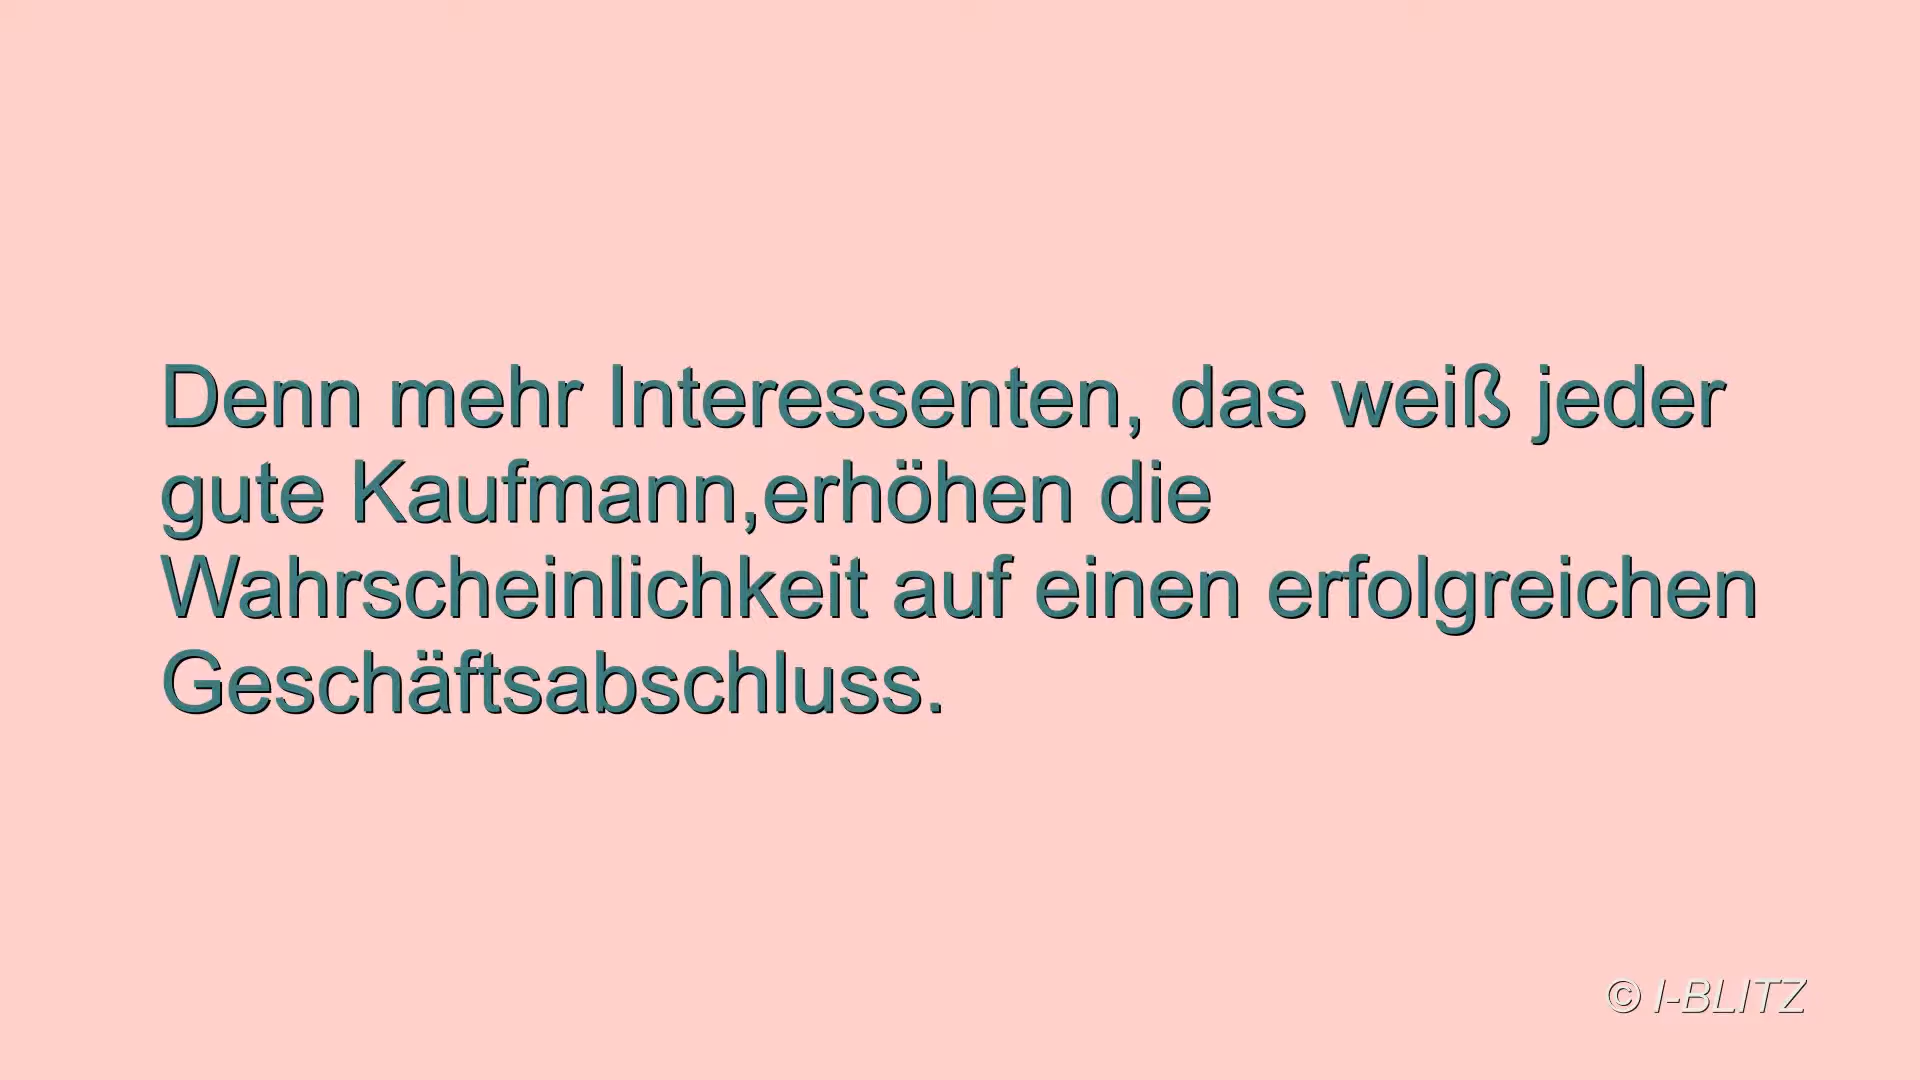 Denn mehr Interessenten, das weiß jeder
gute Kaufmann,erhöhen die
Wahrscheinlichkeit auf einen erfolgreichen
Geschäftsabschluss.
© I-BLITZ